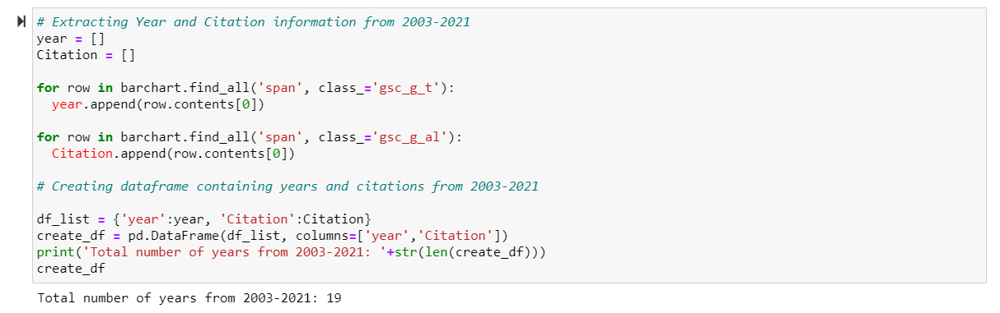 # Extracting Year and Citation information from 2003-2021
year = []
Citation = []
for row in barchart.find_all('span', class_='gsc_g_t'):
  year.append(row.contents[0])
for row in barchart.find_all('span', class_='gsc_g_al'):
  Citation.append(row.contents[0])
# Creating dataframe containing years and citations from 2003-2021
df_list = {'year':year, 'Citation':Citation}
create_df = pd.DataFrame(df_list, columns=['year','Citation'])
print('Total number of years from 2003-2021: '+str(len(create_df)))
create_df
Total number of years from 2003-2021: 19